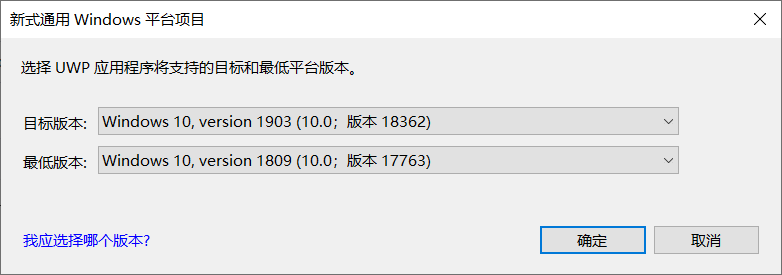 新式通用 Windows 平台项目
选择 UWP 应用程序将支持的目标和最低平台版本。
目标版本: Windows 10, version 1903 (10.0；版本 18362)
最低版本: Windows 10, version 1809 (10.0；版本 17763)
我应选择哪个版本? 确定 取消